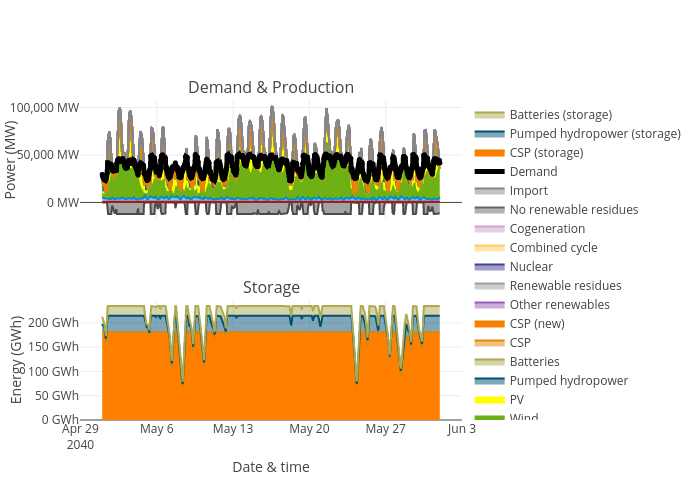 Demand & Production
100,000 MW
50,000 MW
0 MW
Power (MW)
Storage
200 GWh
150 GWh
100 GWh
50 GWh
0 GWh
Energy (GWh)
Apr 29
2040
May 6
May 13
May 20
May 27
Jun 3
Date & time
Batteries (storage)
Pumped hydropower (storage)
CSP (storage)
Demand
Import
No renewable residues
Cogeneration
Combined cycle
Nuclear
Renewable residues
Other renewables
CSP (new)
CSP
Batteries
Pumped hydropower
PV
Wind